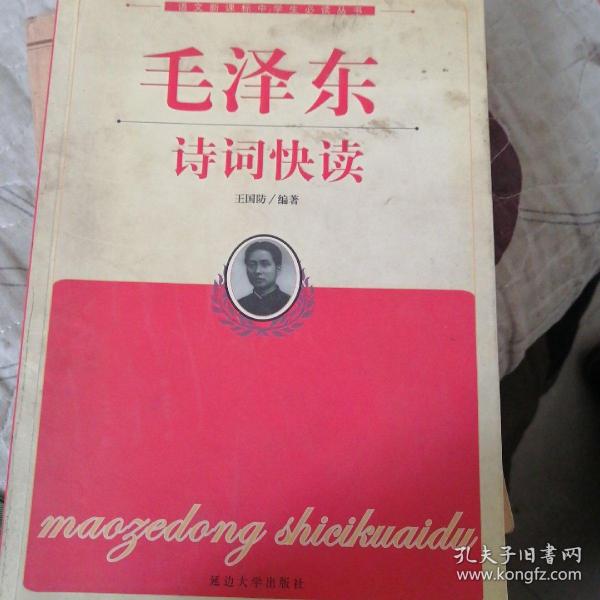 语文新课标中学生必读丛书
毛泽东
诗词快读
王国防/编著
maozedong shicikuaidu
延边大学出版社
孔夫子旧书网
www.kongfz.com